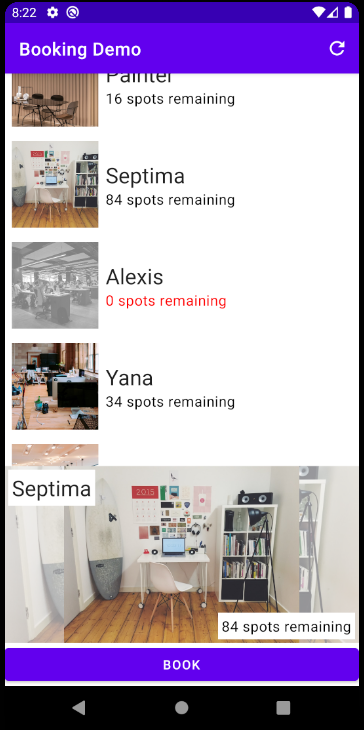 8:22
Booking Demo
Painter
16 spots remaining
Septima
84 spots remaining
Alexis
0 spots remaining
Yana
34 spots remaining
Septima
2015
84 spots remaining
BOOK